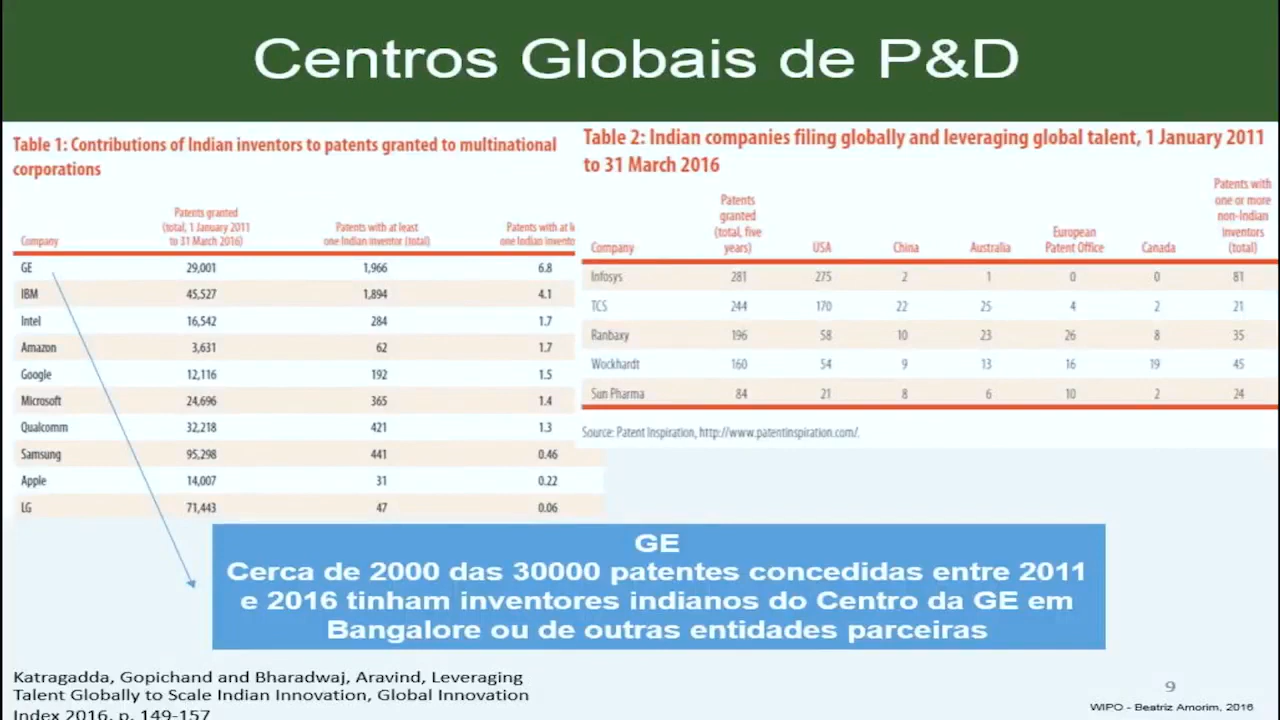 Centros Globais de P&D
Table 1: Contributions of Indian inventors to patents granted to multinational
corporations
Company
Patents granted
(total, 1 January 2011
to 31 March 2016)
Patents with at least
one Indian inventor (total)
Patents with at
one Indian
GE 29,001 1,966 6.8
IBM 45,527 1,894 4.1
Intel 16,542 284 1.7
Amazon 3,631 62 1.7
Google 12,116 192 1.5
Microsoft 24,696 365 1.4
Qualcomm 32,218 421 1.3
Samsung 95,298 441 0.46
Apple 14,007 31 0.22
LG 71,443 47 0.06
Table 2: Indian companies filing globally and leveraging global talent, 1 January 2011
to 31 March 2016
Company
Patents
granted
(total, five
years)
USA
China
Australia
European
Patent Office
Canada
Patents with
one or more
non-Indian
inventors
(total)
Infosys 281 275 2 1 0 0 81
TCS 244 170 22 25 4 2 21
Ranbaxy 196 58 10 23 26 8 35
Wockhardt 160 54 9 13 16 19 45
Sun Pharma 84 21 8 6 10 2 24
Source: Patent Inspiration, http://www.patentinspiration.com/.
GE
Cerca de 2000 das 30000 patentes concedidas entre 2011
e 2016 tinham inventores indianos do Centro da GE em
Bangalore ou de outras entidades parceiras
Katragadda, Gopichand and Bharadwaj, Aravind, Leveraging
Talent Globally to Scale Indian Innovation, Global Innovation
Index 2016, p. 149-157
9
WIPO - Beatriz Amorim, 2016